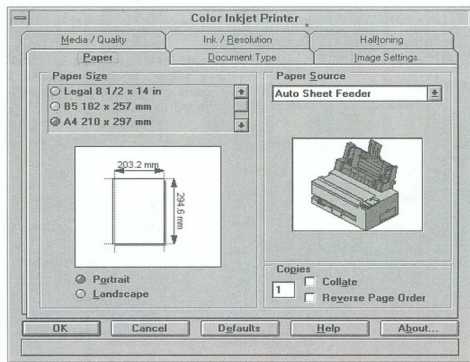 Color Inkjet Printer
Media / Quality
Ink / Resolution
Halftoning
Paper
Document Type
Image Settings
Paper Size
Legal 8 1/2 x 14 in
B5 182 x 257 mm
A4 210 x 297 mm
203.2 mm
294.6 mm
Portrait
Landscape
Paper Source
Auto Sheet Feeder
Copies
1
Collate
Reverse Page Order
OK
Cancel
Defaults
Help
About...